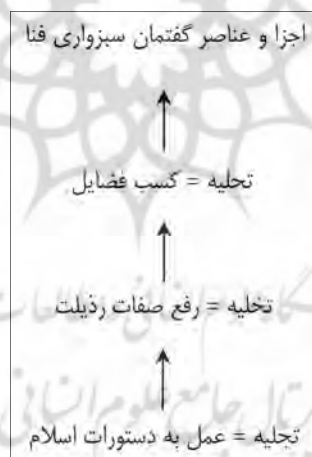 اجزا و عناصر گفتمان سبزواری فنا
تحلیه = کسب فضایل
تخلیه = رفع صفات رذیلت
تجلیه = عمل به دستورات اسلام